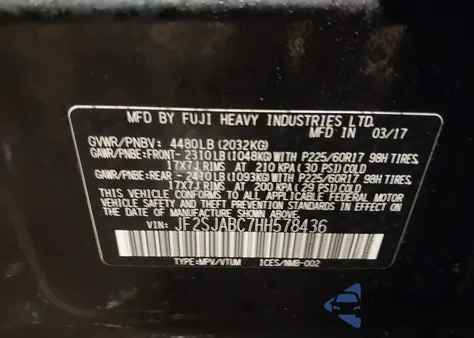 MFD BY FUJI HEAVY INDUSTRIES LTD.
IN 03/17
GVWR/PNBV: 4480LB (2032KG)
GAWR/PNBE:FRONT- 2310LB(1048KG)WITH P225/60R17 98H TIRES.
17X7J RIMS AT 210 KPA ( 30 PSI) COLD
GAWR/PNBE:REAR - 2410LB(1093KG)WITH P225/60R17 98H TIRES.
17X7J RIMS AT 200 KPA ( 29 PSI) COLD
THIS VEHICLE CONFORMS TO ALL APPLICABLE FEDERAL MOTOR
VEHICLE SAFETY AND THEFT PREVENTION STANDARDS
IN EFFECT ON THE DATE OF MANUFACTURE SHOWN ABOVE.
VIN: JF2SJABC7HH578436
TYPE:MPV/VTUM ICES/NMB-002